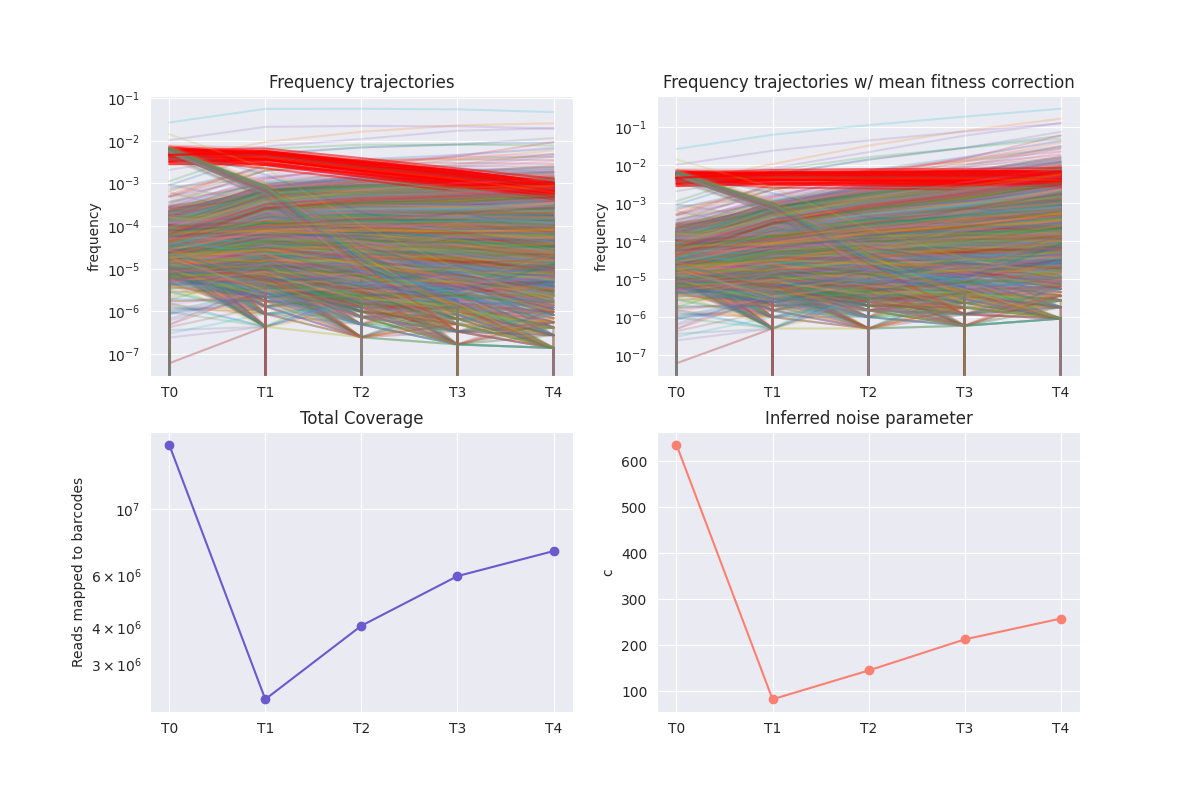 Frequency trajectories
frequency
10⁻¹
10⁻²
10⁻³
10⁻⁴
10⁻⁵
10⁻⁶
10⁻⁷
T0 T1 T2 T3 T4
Frequency trajectories w/ mean fitness correction
frequency
10⁻¹
10⁻²
10⁻³
10⁻⁴
10⁻⁵
10⁻⁶
10⁻⁷
T0 T1 T2 T3 T4
Total Coverage
Reads mapped to barcodes
10⁷
6 × 10⁶
4 × 10⁶
3 × 10⁶
T0 T1 T2 T3 T4
Inferred noise parameter
c
600
500
400
300
200
100
T0 T1 T2 T3 T4